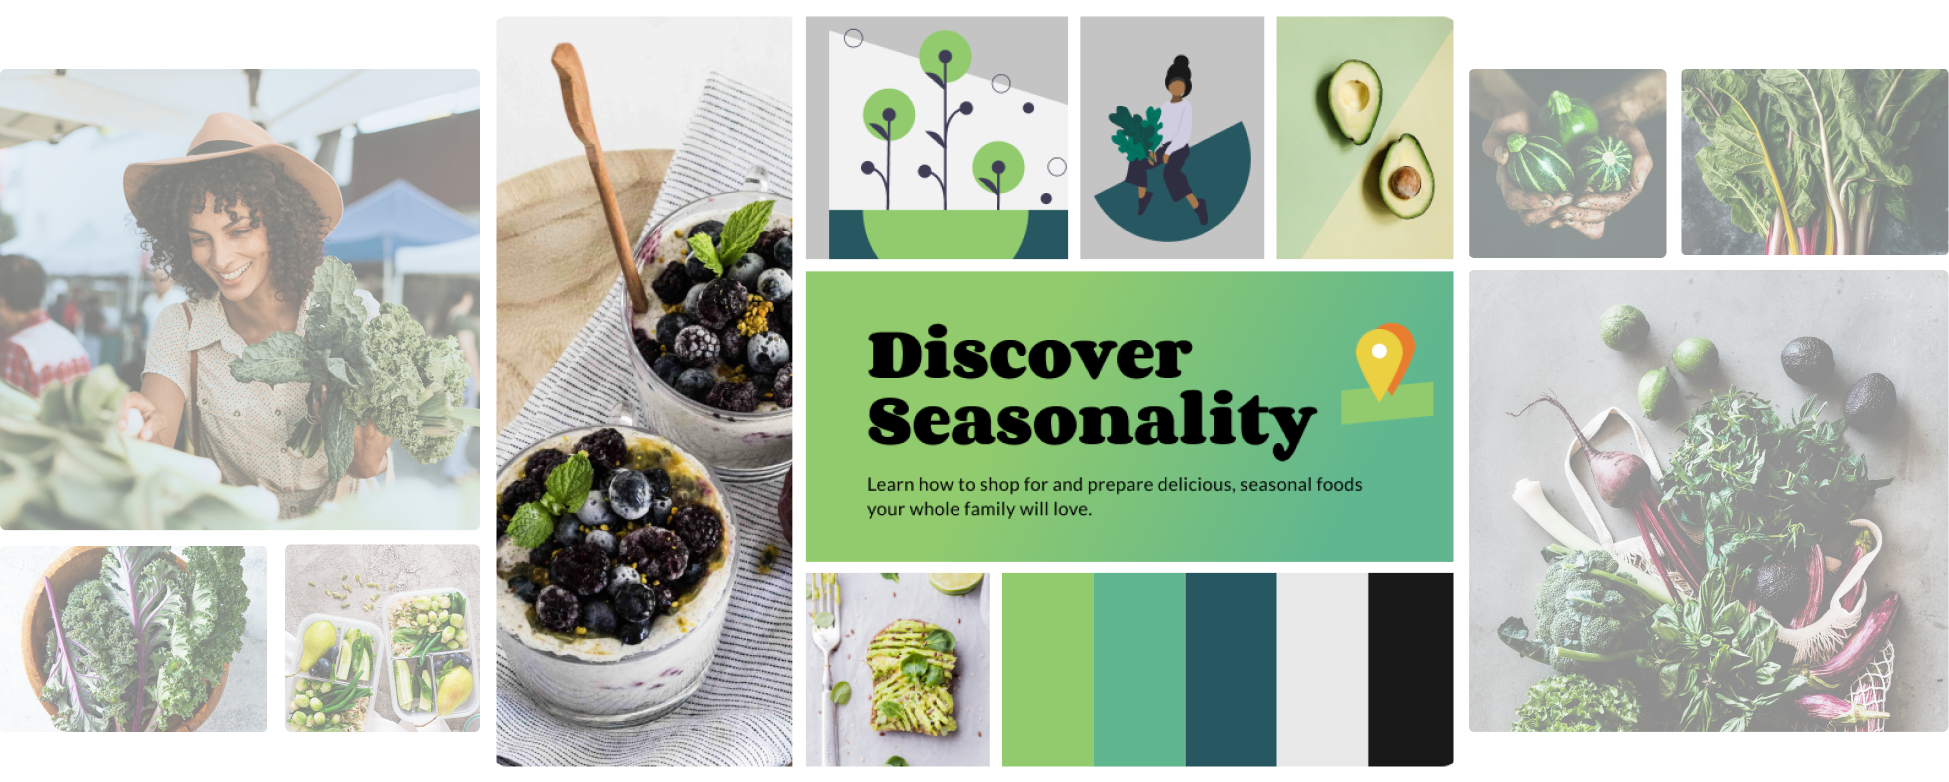 Discover
Seasonality
Learn how to shop for and prepare delicious, seasonal foods
your whole family will love.